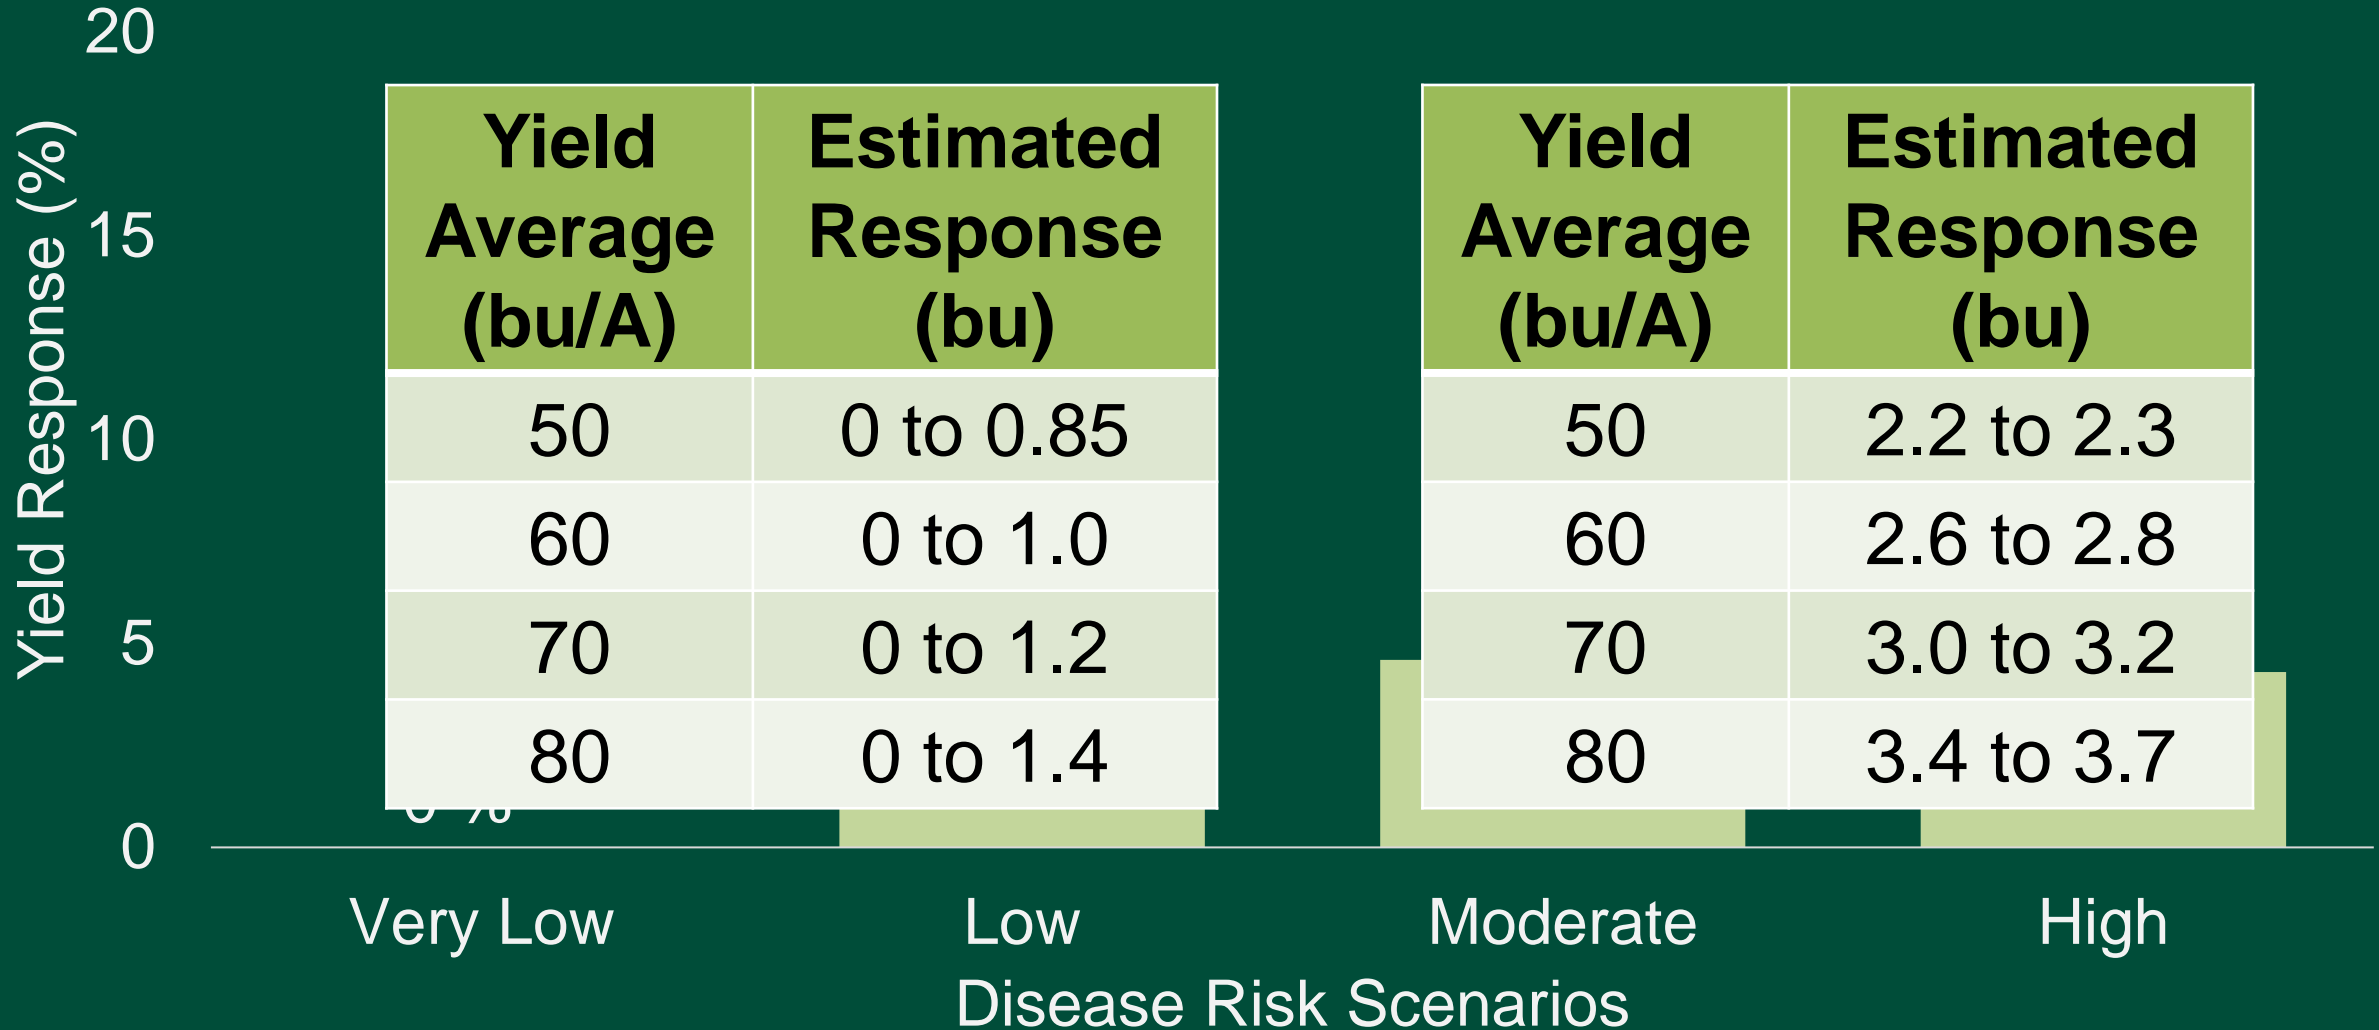 20
15
10
5
0
Yield Response (%)
Yield
Average
(bu/A)
Estimated
Response
(bu)
50
0 to 0.85
60
0 to 1.0
70
0 to 1.2
80
0 to 1.4
Yield
Average
(bu/A)
Estimated
Response
(bu)
50
2.2 to 2.3
60
2.6 to 2.8
70
3.0 to 3.2
80
3.4 to 3.7
0 %
Very Low
Low
Moderate
High
Disease Risk Scenarios